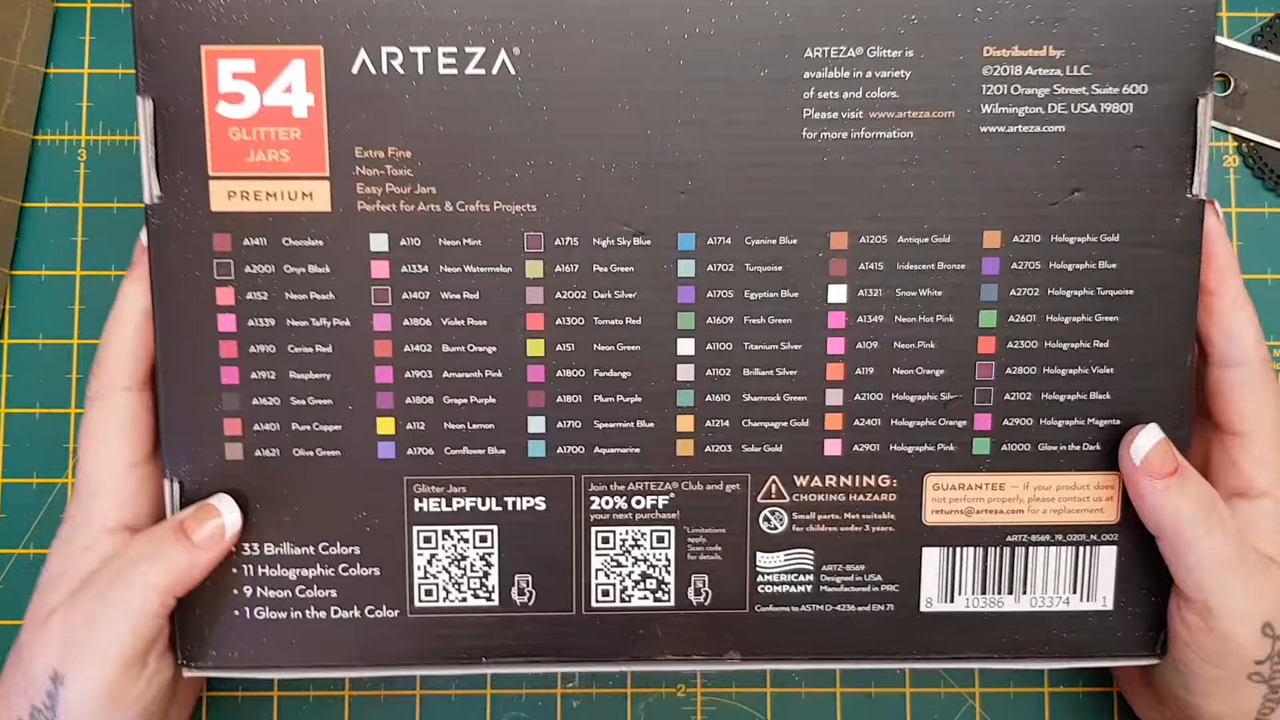 54
GLITTER
JARS
PREMIUM
ARTEZA®
Extra Fine
Non-Toxic
Easy Pour Jars
Perfect for Arts & Crafts Projects
ARTEZA® Glitter is
available in a variety
of sets and colors.
Please visit www.arteza.com
for more information
Distributed by:
©2018 Arteza, LLC.
1201 Orange Street, Suite 600
Wilmington, DE, USA 19801
www.arteza.com
A1411 Chocolate
A2001 Onyx Black
A152 Neon Peach
A1339 Neon Taffy Pink
A1910 Cerise Red
A1912 Raspberry
A1620 Sea Green
A1401 Pure Copper
A1621 Olive Green
A110 Neon Mint
A1334 Neon Watermelon
A1407 Wine Red
A1806 Violet Rose
A1402 Burnt Orange
A1903 Amaranth Pink
A1808 Grape Purple
A112 Neon Lemon
A1706 Cornflower Blue
A1715 Night Sky Blue
A1617 Pea Green
A2002 Dark Silver
A1300 Tomato Red
A151 Neon Green
A1800 Fandango
A1801 Plum Purple
A1710 Spearmint Blue
A1700 Aquamarine
A1714 Cyanine Blue
A1702 Turquoise
A1705 Egyptian Blue
A1609 Fresh Green
A1100 Titanium Silver
A1102 Brilliant Silver
A1610 Shamrock Green
A1214 Champagne Gold
A1203 Solar Gold
A1205 Antique Gold
A1415 Iridescent Bronze
A1321 Snow White
A1349 Neon Hot Pink
A109 Neon Pink
A119 Neon Orange
A2100 Holographic Silver
A2401 Holographic Orange
A2901 Holographic Pink
A2210 Holographic Gold
A2705 Holographic Blue
A2702 Holographic Turquoise
A2601 Holographic Green
A2300 Holographic Red
A2800 Holographic Violet
A2102 Holographic Black
A2900 Holographic Magenta
A1000 Glow in the Dark
• 33 Brilliant Colors
• 11 Holographic Colors
• 9 Neon Colors
• 1 Glow in the Dark Color
Glitter Jars
HELPFUL TIPS
Join the ARTEZA® Club and get
20% OFF*
your next purchase!
*Limitations
apply.
Scan code
for details.
WARNING:
CHOKING HAZARD
Small parts. Not suitable
for children under 3 years.
AMERICAN
COMPANY
ARTZ-8569
Designed in USA
Manufactured in PRC
Conforms to ASTM D-4236 and EN 71
GUARANTEE — If your product does
not perform properly, please contact us at
returns@arteza.com for a replacement.
ARTZ-8569_19_0201_N_002
8 10386 03374 1
3
20
2